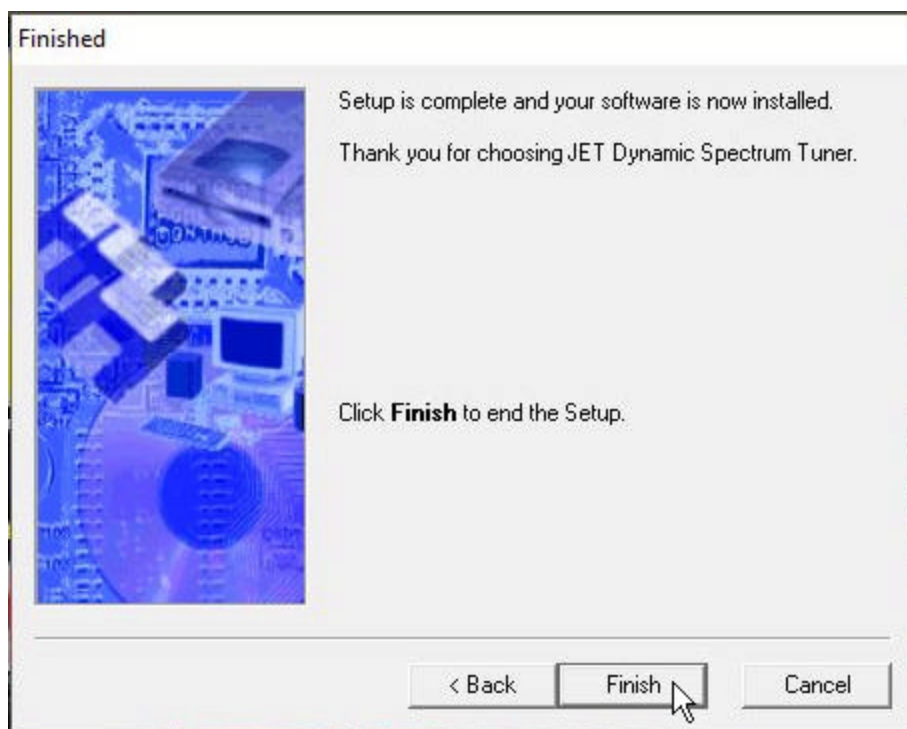 Finished
Setup is complete and your software is now installed.
Thank you for choosing JET Dynamic Spectrum Tuner.
Click Finish to end the Setup.
< Back
Finish
Cancel